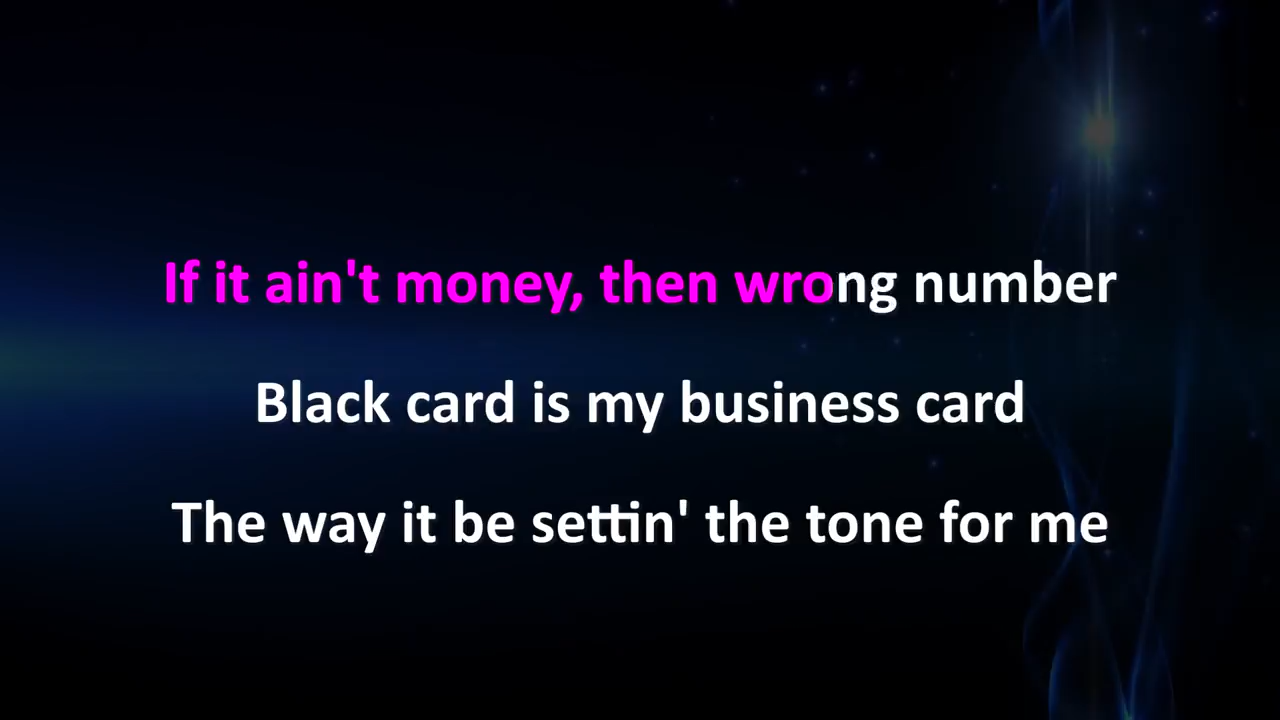 If it ain't money, then wrong number
Black card is my business card
The way it be settin' the tone for me